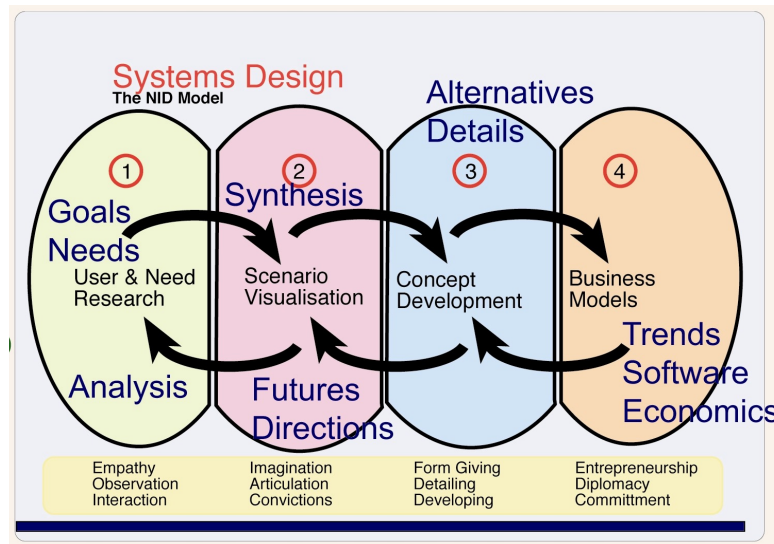 Systems Design
The NID Model
Alternatives
Details
1
2
3
4
Goals
Needs
Synthesis
User & Need
Research
Scenario
Visualisation
Concept
Development
Business
Models
Analysis
Futures
Directions
Trends
Software
Economics
Empathy
Observation
Interaction
Imagination
Articulation
Convictions
Form Giving
Detailing
Developing
Entrepreneurship
Diplomacy
Committment